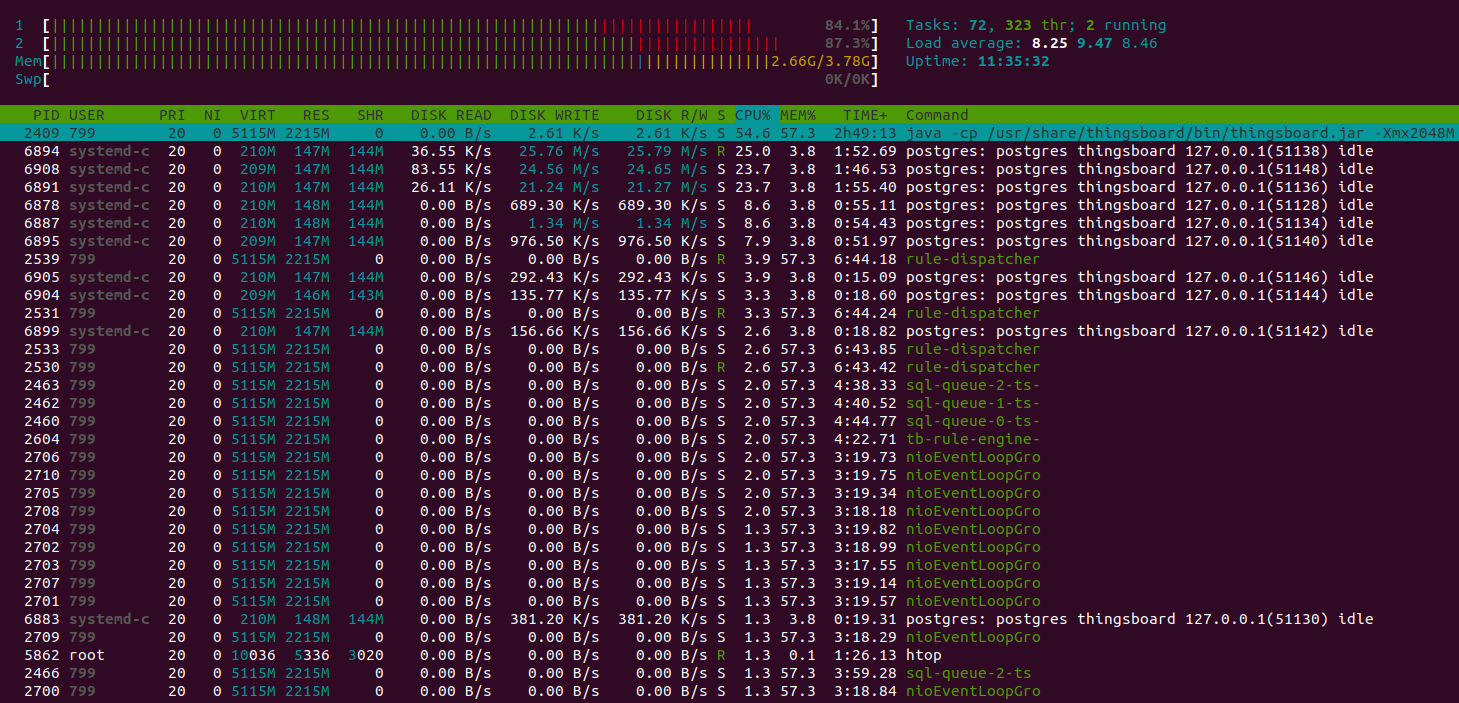 1 [ 84.1%] Tasks: 72, 323 thr; 2 running
2 [ 87.3%] Load average: 8.25 9.47 8.46
Mem[ 2.66G/3.78G] Uptime: 11:35:32
Swp[ 0K/0K]
PID USER PRI NI VIRT RES SHR DISK READ DISK WRITE DISK R/W S CPU% MEM% TIME+ Command
2409 799 20 0 5115M 2215M 0 0.00 B/s 2.61 K/s 2.61 K/s S 54.6 57.3 2h49:13 java -cp /usr/share/thingsboard/bin/thingsboard.jar -Xmx2048M
6894 systemd-c 20 0 210M 147M 144M 36.55 K/s 25.76 M/s 25.79 M/s R 25.0 3.8 1:52.69 postgres: postgres thingsboard 127.0.0.1(51138) idle
6908 systemd-c 20 0 209M 147M 144M 83.55 K/s 24.56 M/s 24.65 M/s S 23.7 3.8 1:46.53 postgres: postgres thingsboard 127.0.0.1(51148) idle
6891 systemd-c 20 0 210M 147M 144M 26.11 K/s 21.24 M/s 21.27 M/s S 23.7 3.8 1:55.40 postgres: postgres thingsboard 127.0.0.1(51136) idle
6878 systemd-c 20 0 210M 148M 144M 0.00 B/s 689.30 K/s 689.30 K/s S 8.6 3.8 0:55.11 postgres: postgres thingsboard 127.0.0.1(51128) idle
6887 systemd-c 20 0 210M 148M 144M 0.00 B/s 1.34 M/s 1.34 M/s S 8.6 3.8 0:54.43 postgres: postgres thingsboard 127.0.0.1(51134) idle
6895 systemd-c 20 0 209M 147M 144M 0.00 B/s 976.50 K/s 976.50 K/s S 7.9 3.8 0:51.97 postgres: postgres thingsboard 127.0.0.1(51140) idle
2539 799 20 0 5115M 2215M 0 0.00 B/s 0.00 B/s 0.00 B/s R 3.9 57.3 6:44.18 rule-dispatcher
6905 systemd-c 20 0 210M 147M 144M 0.00 B/s 292.43 K/s 292.43 K/s S 3.9 3.8 0:15.09 postgres: postgres thingsboard 127.0.0.1(51146) idle
6904 systemd-c 20 0 209M 146M 143M 0.00 B/s 135.77 K/s 135.77 K/s S 3.3 3.8 0:18.60 postgres: postgres thingsboard 127.0.0.1(51144) idle
2531 799 20 0 5115M 2215M 0 0.00 B/s 0.00 B/s 0.00 B/s R 3.3 57.3 6:44.24 rule-dispatcher
6899 systemd-c 20 0 210M 147M 144M 0.00 B/s 156.66 K/s 156.66 K/s S 2.6 3.8 0:18.82 postgres: postgres thingsboard 127.0.0.1(51142) idle
2533 799 20 0 5115M 2215M 0 0.00 B/s 0.00 B/s 0.00 B/s S 2.6 57.3 6:43.85 rule-dispatcher
2530 799 20 0 5115M 2215M 0 0.00 B/s 0.00 B/s 0.00 B/s R 2.6 57.3 6:43.42 rule-dispatcher
2463 799 20 0 5115M 2215M 0 0.00 B/s 0.00 B/s 0.00 B/s S 2.0 57.3 4:38.33 sql-queue-2-ts-
2462 799 20 0 5115M 2215M 0 0.00 B/s 0.00 B/s 0.00 B/s S 2.0 57.3 4:40.52 sql-queue-1-ts-
2460 799 20 0 5115M 2215M 0 0.00 B/s 0.00 B/s 0.00 B/s S 2.0 57.3 4:44.77 sql-queue-0-ts-
2604 799 20 0 5115M 2215M 0 0.00 B/s 0.00 B/s 0.00 B/s S 2.0 57.3 4:22.71 tb-rule-engine-
2706 799 20 0 5115M 2215M 0 0.00 B/s 0.00 B/s 0.00 B/s S 2.0 57.3 3:19.73 nioEventLoopGro
2710 799 20 0 5115M 2215M 0 0.00 B/s 0.00 B/s 0.00 B/s S 2.0 57.3 3:19.75 nioEventLoopGro
2705 799 20 0 5115M 2215M 0 0.00 B/s 0.00 B/s 0.00 B/s S 2.0 57.3 3:19.34 nioEventLoopGro
2708 799 20 0 5115M 2215M 0 0.00 B/s 0.00 B/s 0.00 B/s S 2.0 57.3 3:18.18 nioEventLoopGro
2704 799 20 0 5115M 2215M 0 0.00 B/s 0.00 B/s 0.00 B/s S 1.3 57.3 3:19.82 nioEventLoopGro
2702 799 20 0 5115M 2215M 0 0.00 B/s 0.00 B/s 0.00 B/s S 1.3 57.3 3:18.99 nioEventLoopGro
2703 799 20 0 5115M 2215M 0 0.00 B/s 0.00 B/s 0.00 B/s S 1.3 57.3 3:17.55 nioEventLoopGro
2707 799 20 0 5115M 2215M 0 0.00 B/s 0.00 B/s 0.00 B/s S 1.3 57.3 3:19.14 nioEventLoopGro
2701 799 20 0 5115M 2215M 0 0.00 B/s 0.00 B/s 0.00 B/s S 1.3 57.3 3:19.57 nioEventLoopGro
6883 systemd-c 20 0 210M 148M 144M 0.00 B/s 381.20 K/s 381.20 K/s S 1.3 3.8 0:19.31 postgres: postgres thingsboard 127.0.0.1(51130) idle
2709 799 20 0 5115M 2215M 0 0.00 B/s 0.00 B/s 0.00 B/s S 1.3 57.3 3:18.29 nioEventLoopGro
5862 root 20 0 10036 5336 3020 0.00 B/s 0.00 B/s 0.00 B/s R 1.3 0.1 1:26.13 htop
2466 799 20 0 5115M 2215M 0 0.00 B/s 0.00 B/s 0.00 B/s S 1.3 57.3 3:59.28 sql-queue-2-ts
2700 799 20 0 5115M 2215M 0 0.00 B/s 0.00 B/s 0.00 B/s S 1.3 57.3 3:18.84 nioEventLoopGro